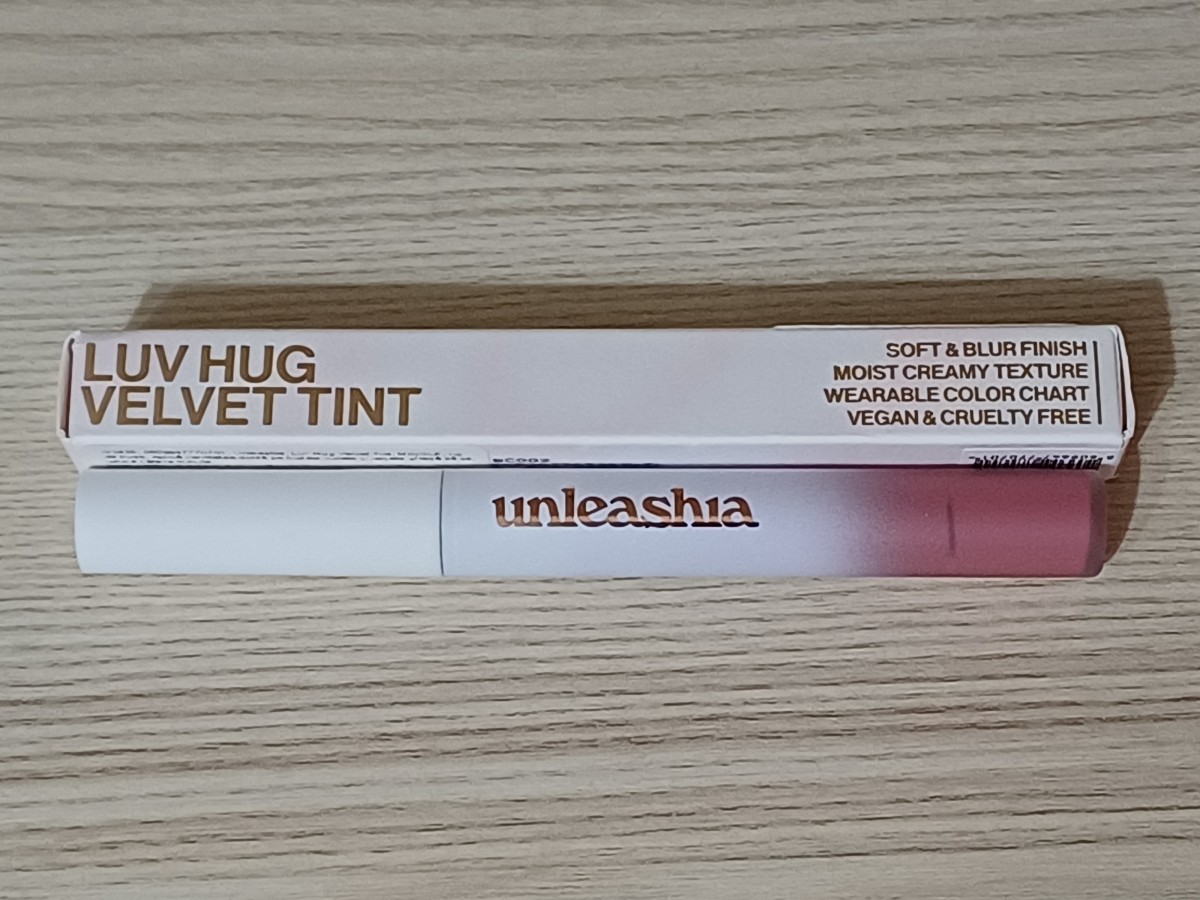 LUV HUG
VELVET TINT
SOFT & BLUR FINISH
MOIST CREAMY TEXTURE
WEARABLE COLOR CHART
VEGAN & CRUELTY FREE
unleashia